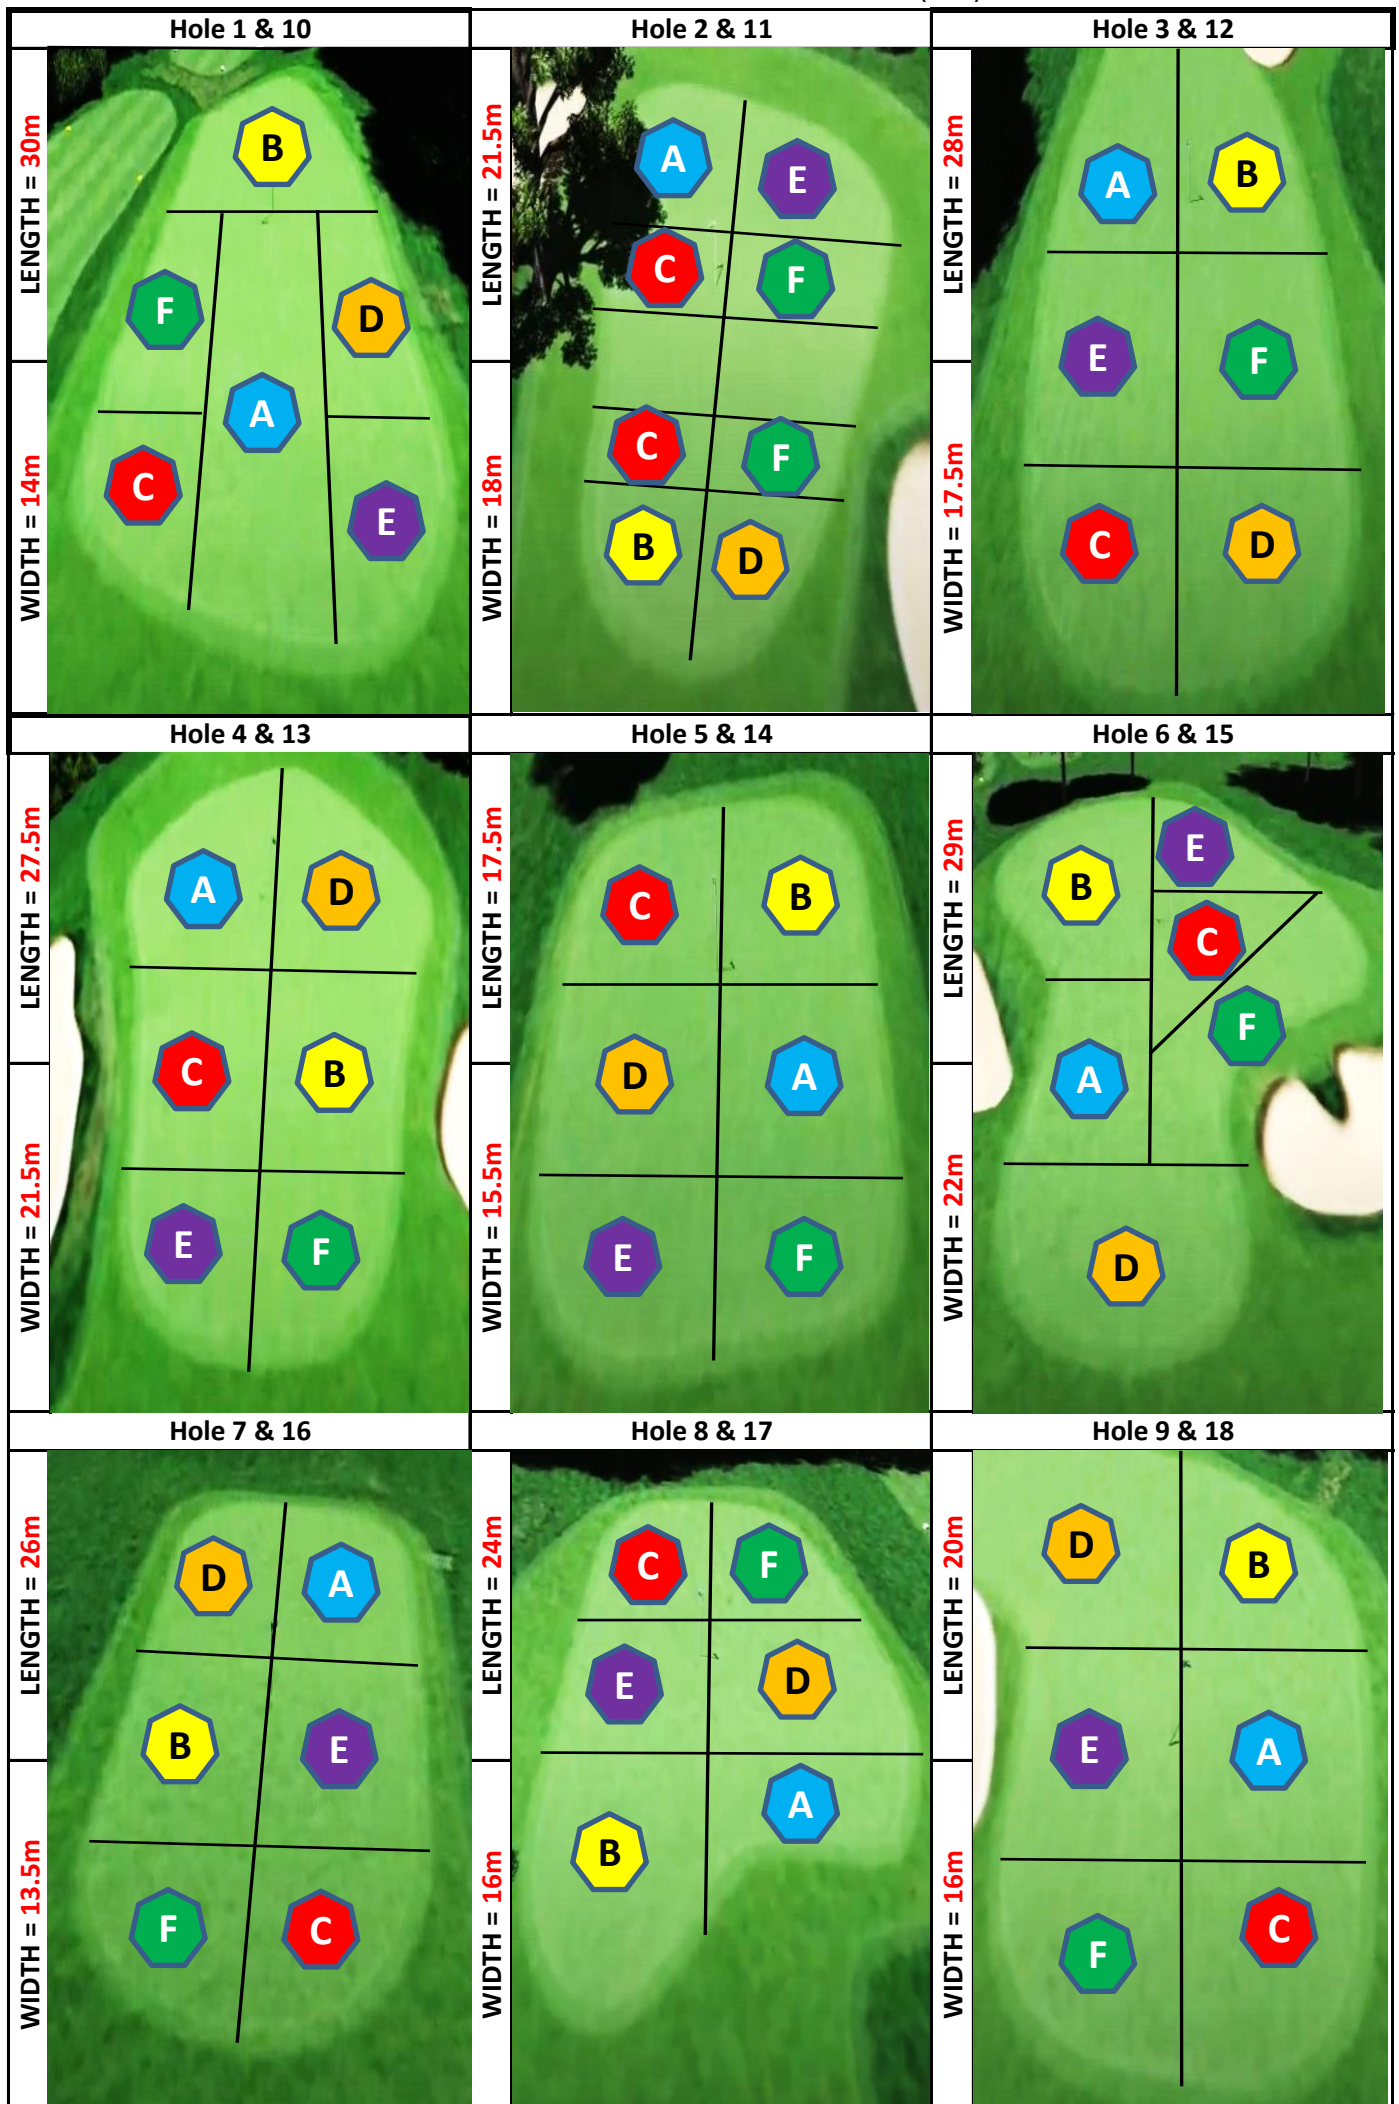 Hole 1 & 10
LENGTH = 30m
WIDTH = 14m
B
F
D
A
C
E
Hole 2 & 11
LENGTH = 21.5m
WIDTH = 18m
A
E
C
F
C
F
B
D
Hole 3 & 12
LENGTH = 28m
WIDTH = 17.5m
A
B
E
F
C
D
Hole 4 & 13
LENGTH = 27.5m
WIDTH = 21.5m
A
D
C
B
E
F
Hole 5 & 14
LENGTH = 17.5m
WIDTH = 15.5m
C
B
D
A
E
F
Hole 6 & 15
LENGTH = 29m
WIDTH = 22m
E
B
C
F
A
D
Hole 7 & 16
LENGTH = 26m
WIDTH = 13.5m
D
A
B
E
F
C
Hole 8 & 17
LENGTH = 24m
WIDTH = 16m
C
F
E
D
A
B
Hole 9 & 18
LENGTH = 20m
WIDTH = 16m
D
B
E
A
F
C